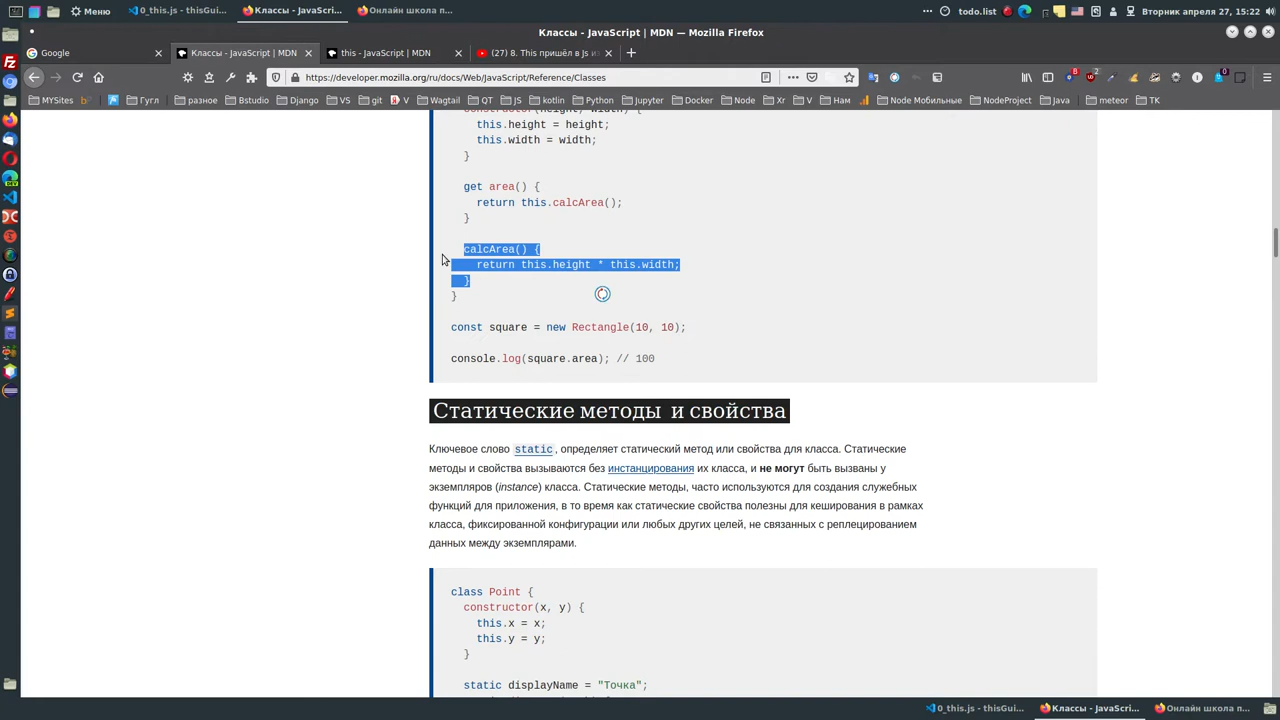 Меню
0_this.js - thisGui...
Классы - JavaScri...
Онлайн школа п...
todo.list
Вторник апреля 20, 15:22
Классы - JavaScript | MDN — Mozilla Firefox
Google
Классы - JavaScript | MDN
this - JavaScript | MDN
(27) 8. This пришёл в Js из
https://developer.mozilla.org/ru/docs/Web/JavaScript/Reference/Classes
MYSites
Гугл
разное
Bstudio
Django
VS
git
V
Wagtail
QT
JS
kotlin
Python
Jupyter
Docker
Node
Xr
V
Нам
Node Мобильные
NodeProject
Java
meteor
ТК
constructor(height, width) {
this.height = height;
this.width = width;
}
get area() {
return this.calcArea();
}
calcArea() {
return this.height * this.width;
}
}
const square = new Rectangle(10, 10);
console.log(square.area); // 100
Статические методы и свойства
Ключевое слово static, определяет статический метод или свойства для класса. Статические
методы и свойства вызываются без инстанцирования их класса, и не могут быть вызваны у
экземпляров (instance) класса. Статические методы, часто используются для создания служебных
функций для приложения, в то время как статические свойства полезны для кеширования в рамках
класса, фиксированной конфигурации или любых других целей, не связанных с реплецированием
данных между экземплярами.
class Point {
constructor(x, y) {
this.x = x;
this.y = y;
}
static displayName = "Точка";
0_this.js - thisGui...
Классы - JavaScri...
Онлайн школа п...